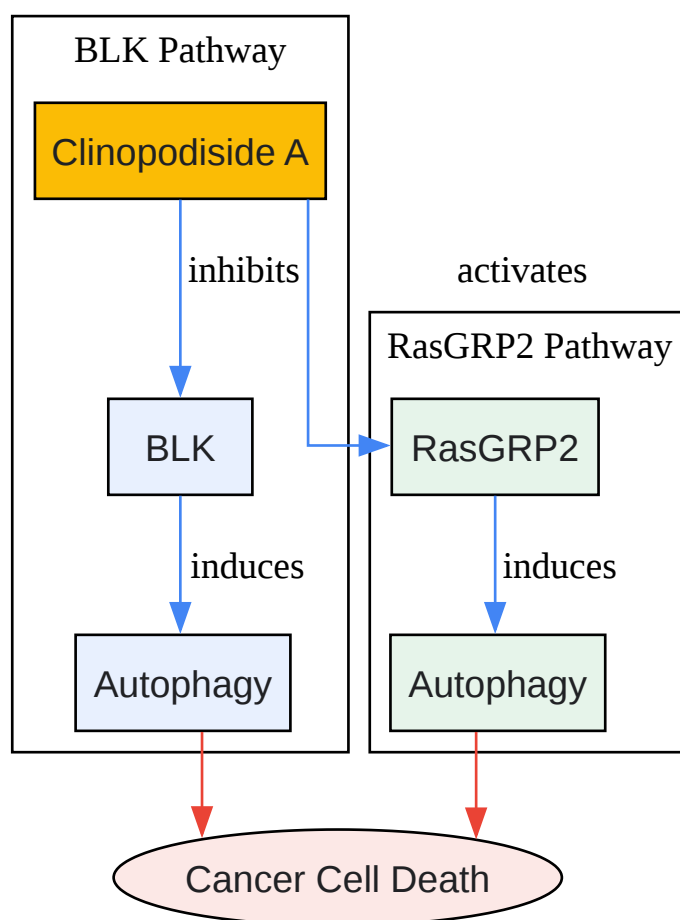 BLK Pathway
Clinopodiside A
inhibits
activates
RasGRP2 Pathway
BLK
RasGRP2
induces
induces
Autophagy
Autophagy
Cancer Cell Death